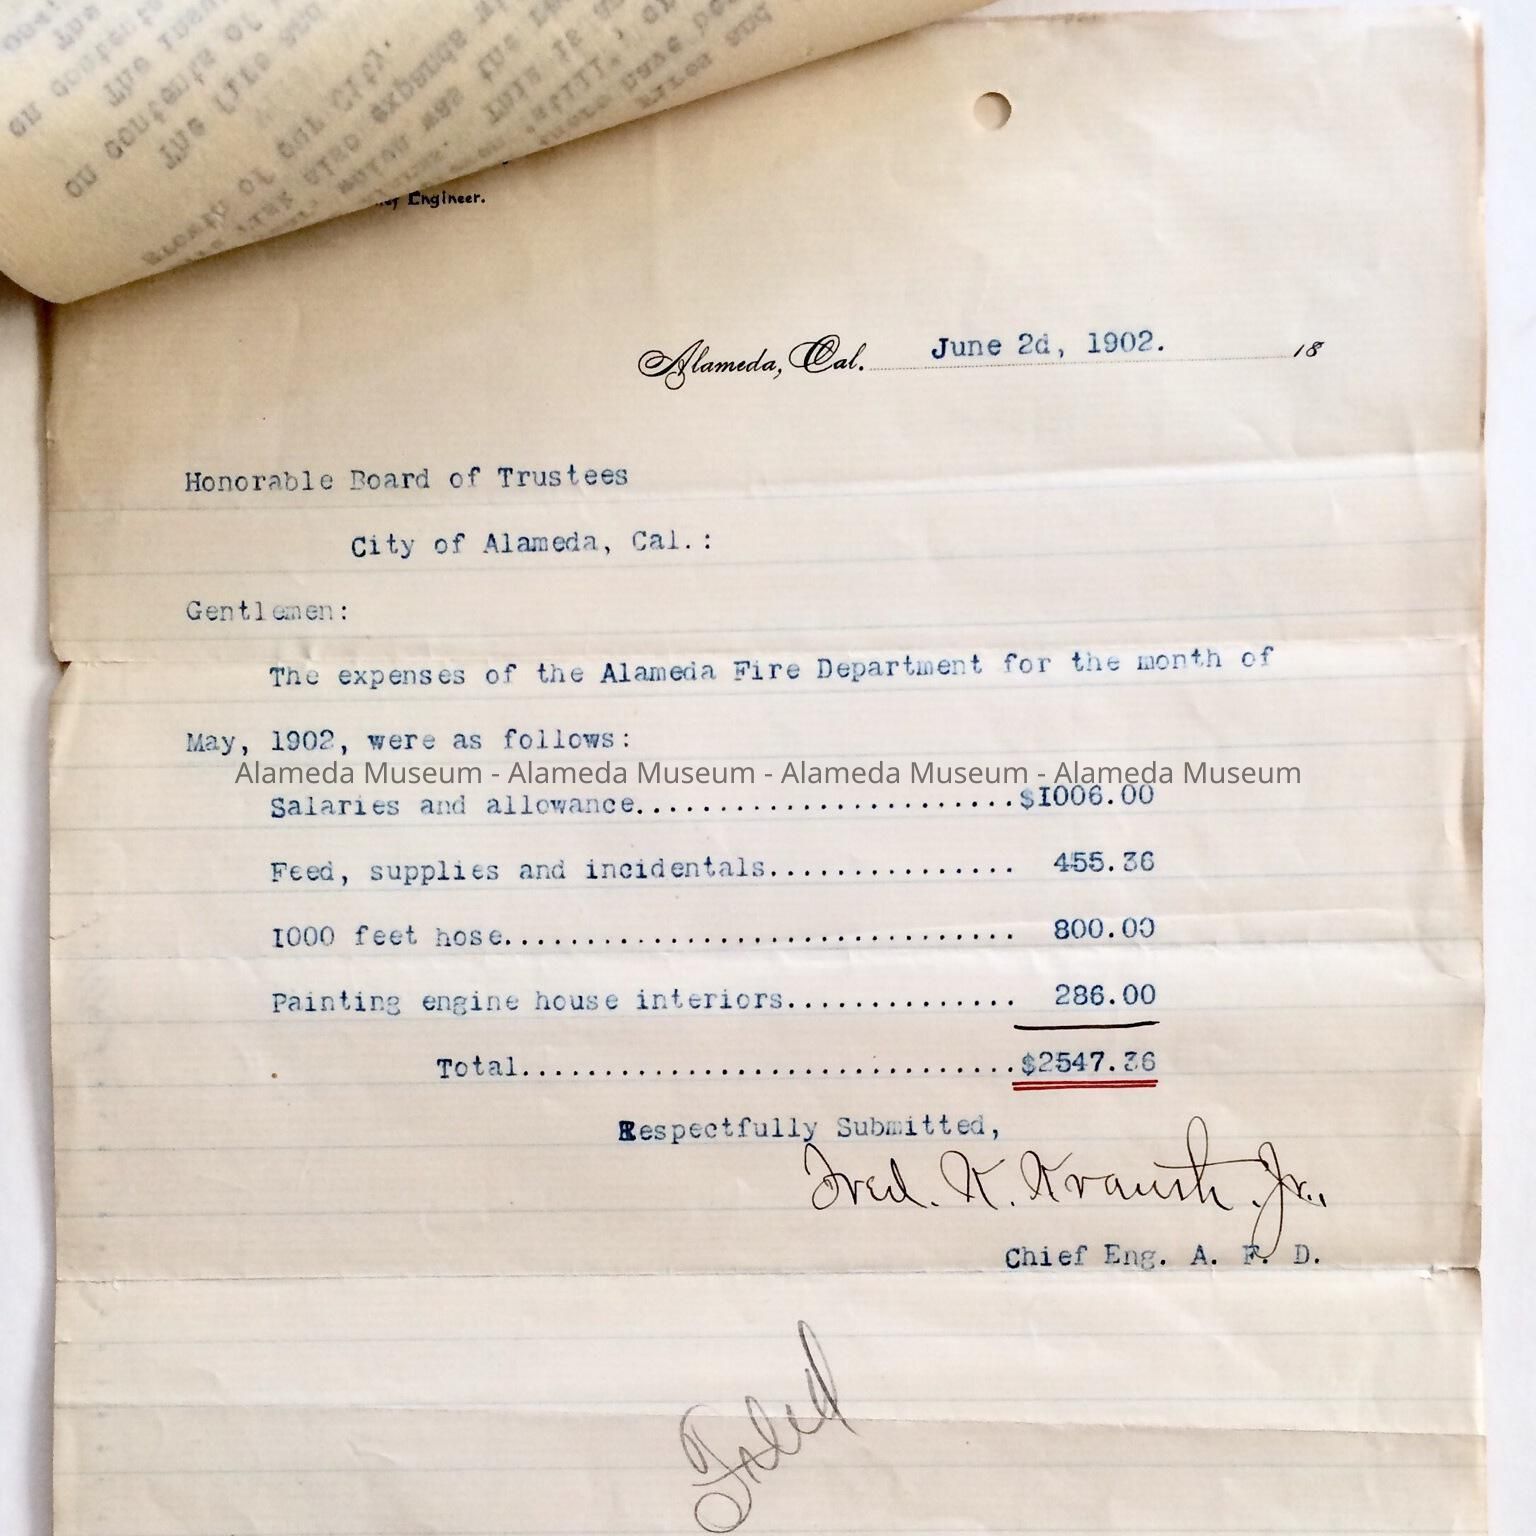 Engineer.
Alameda, Cal. June 2d, 1902. 18
Honorable Board of Trustees
City of Alameda, Cal.:
Gentlemen:
The expenses of the Alameda Fire Department for the month of
May, 1902, were as follows:
Alameda Museum - Alameda Museum - Alameda Museum - Alameda Museum
Salaries and allowance.......................$1006.00
Feed, supplies and incidentals............... 455.36
1000 feet hose............................... 800.00
Painting engine house interiors.............. 286.00
Total..............................$2547.36
Respectfully Submitted,
Fred. K. Krauth. Jr.,
Chief Eng. A. F. D.
Filed